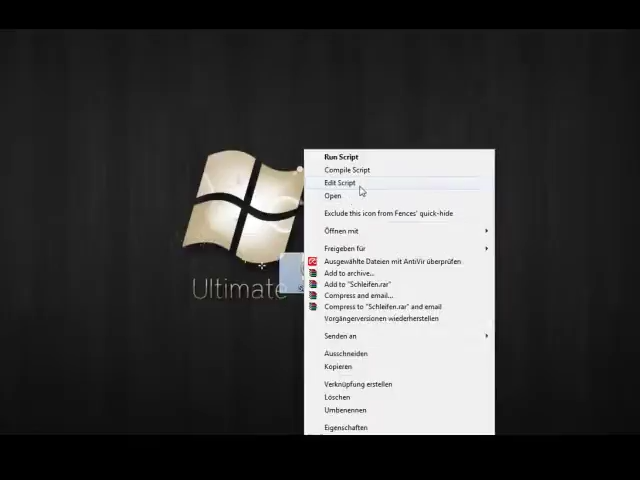 Run Script
Compile Script
Edit Script
Open
Exclude this icon from Fences' quick-hide
Öffnen mit
Freigeben für
Ausgewählte Dateien mit AntiVir überprüfen
Add to archive...
Add to "Schleifen.rar"
Compress and email...
Compress to "Schleifen.rar" and email
Vorgängerversionen wiederherstellen
Senden an
Ausschneiden
Kopieren
Verknüpfung erstellen
Löschen
Umbenennen
Eigenschaften
Ultimate